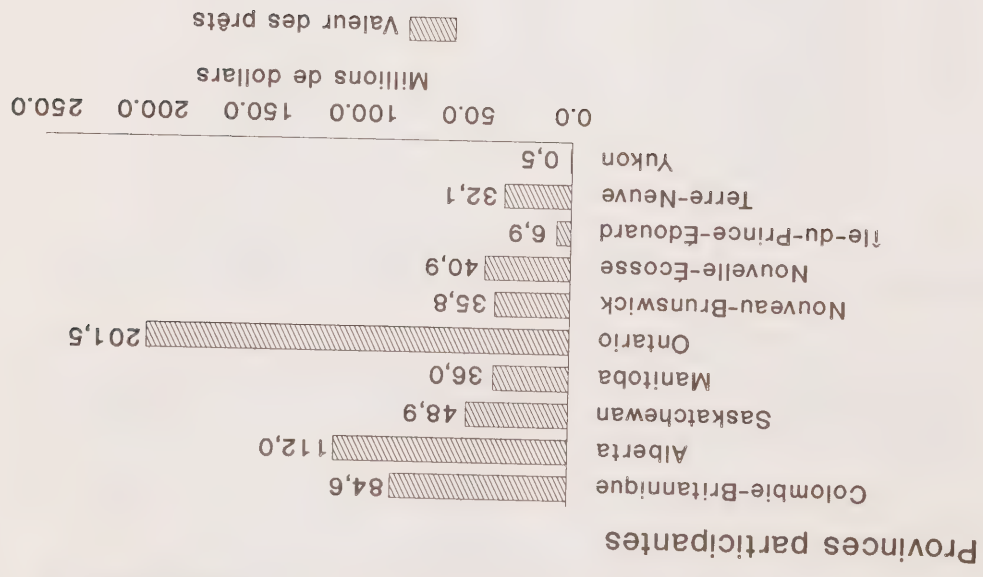 Provinces participantes
Colombie-Britannique 84,6
Alberta 112,0
Saskatchewan 48,9
Manitoba 36,0
Ontario 201,5
Nouveau-Brunswick 35,8
Nouvelle-Écosse 40,9
Île-du-Prince-Édouard 6,9
Terre-Neuve 32,1
Yukon 0,5
0.0 50.0 100.0 150.0 200.0 250.0
Millions de dollars
Valeur des prêts